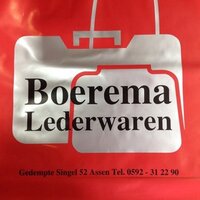 Boerema
Lederwaren
Gedempte Singel 52 Assen Tel. 0592 - 31 22 90